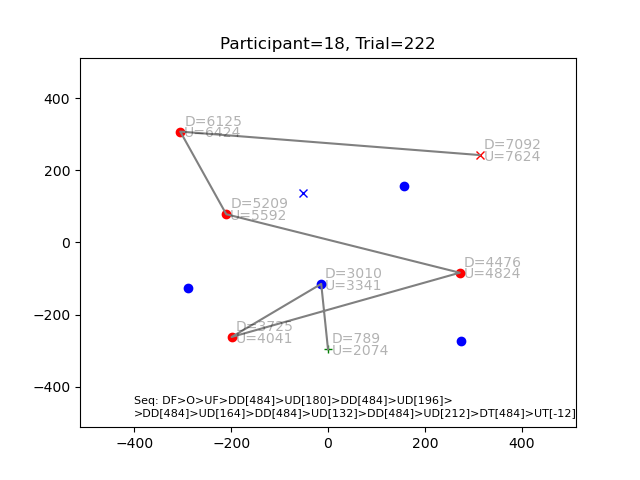 Participant=18, Trial=222
400
200
0
−200
−400
D=6125
U=6424
D=7092
U=7624
D=5209
U=5592
D=4476
U=4824
D=3010
U=3341
D=3725
U=4041
D=789
U=2074
Seq: DF>O>UF>DD[484]>UD[180]>DD[484]>UD[196]>
>DD[484]>UD[164]>DD[484]>UD[132]>DD[484]>UD[212]>DT[484]>UT[-12]
−400 −200 0 200 400